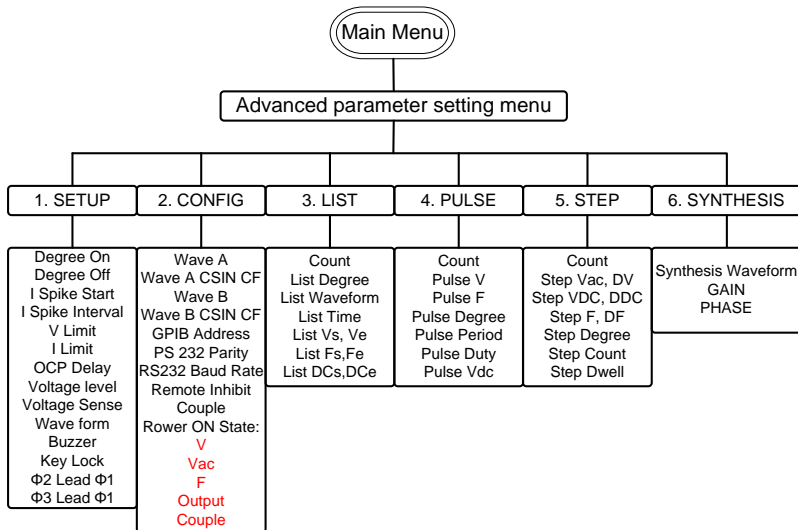 Main Menu
Advanced parameter setting menu
1. SETUP
2. CONFIG
3. LIST
4. PULSE
5. STEP
6. SYNTHESIS
Degree On
Degree Off
I Spike Start
I Spike Interval
V Limit
I Limit
OCP Delay
Voltage level
Voltage Sense
Wave form
Buzzer
Key Lock
Φ2 Lead Φ1
Φ3 Lead Φ1
Wave A
Wave A CSIN CF
Wave B
Wave B CSIN CF
GPIB Address
PS 232 Parity
RS232 Baud Rate
Remote Inhibit
Couple
Rower ON State:
V
Vac
F
Output
Couple
Count
List Degree
List Waveform
List Time
List Vs, Ve
List Fs,Fe
List DCs,DCe
Count
Pulse V
Pulse F
Pulse Degree
Pulse Period
Pulse Duty
Pulse Vdc
Count
Step Vac, DV
Step VDC, DDC
Step F, DF
Step Degree
Step Count
Step Dwell
Synthesis Waveform
GAIN
PHASE